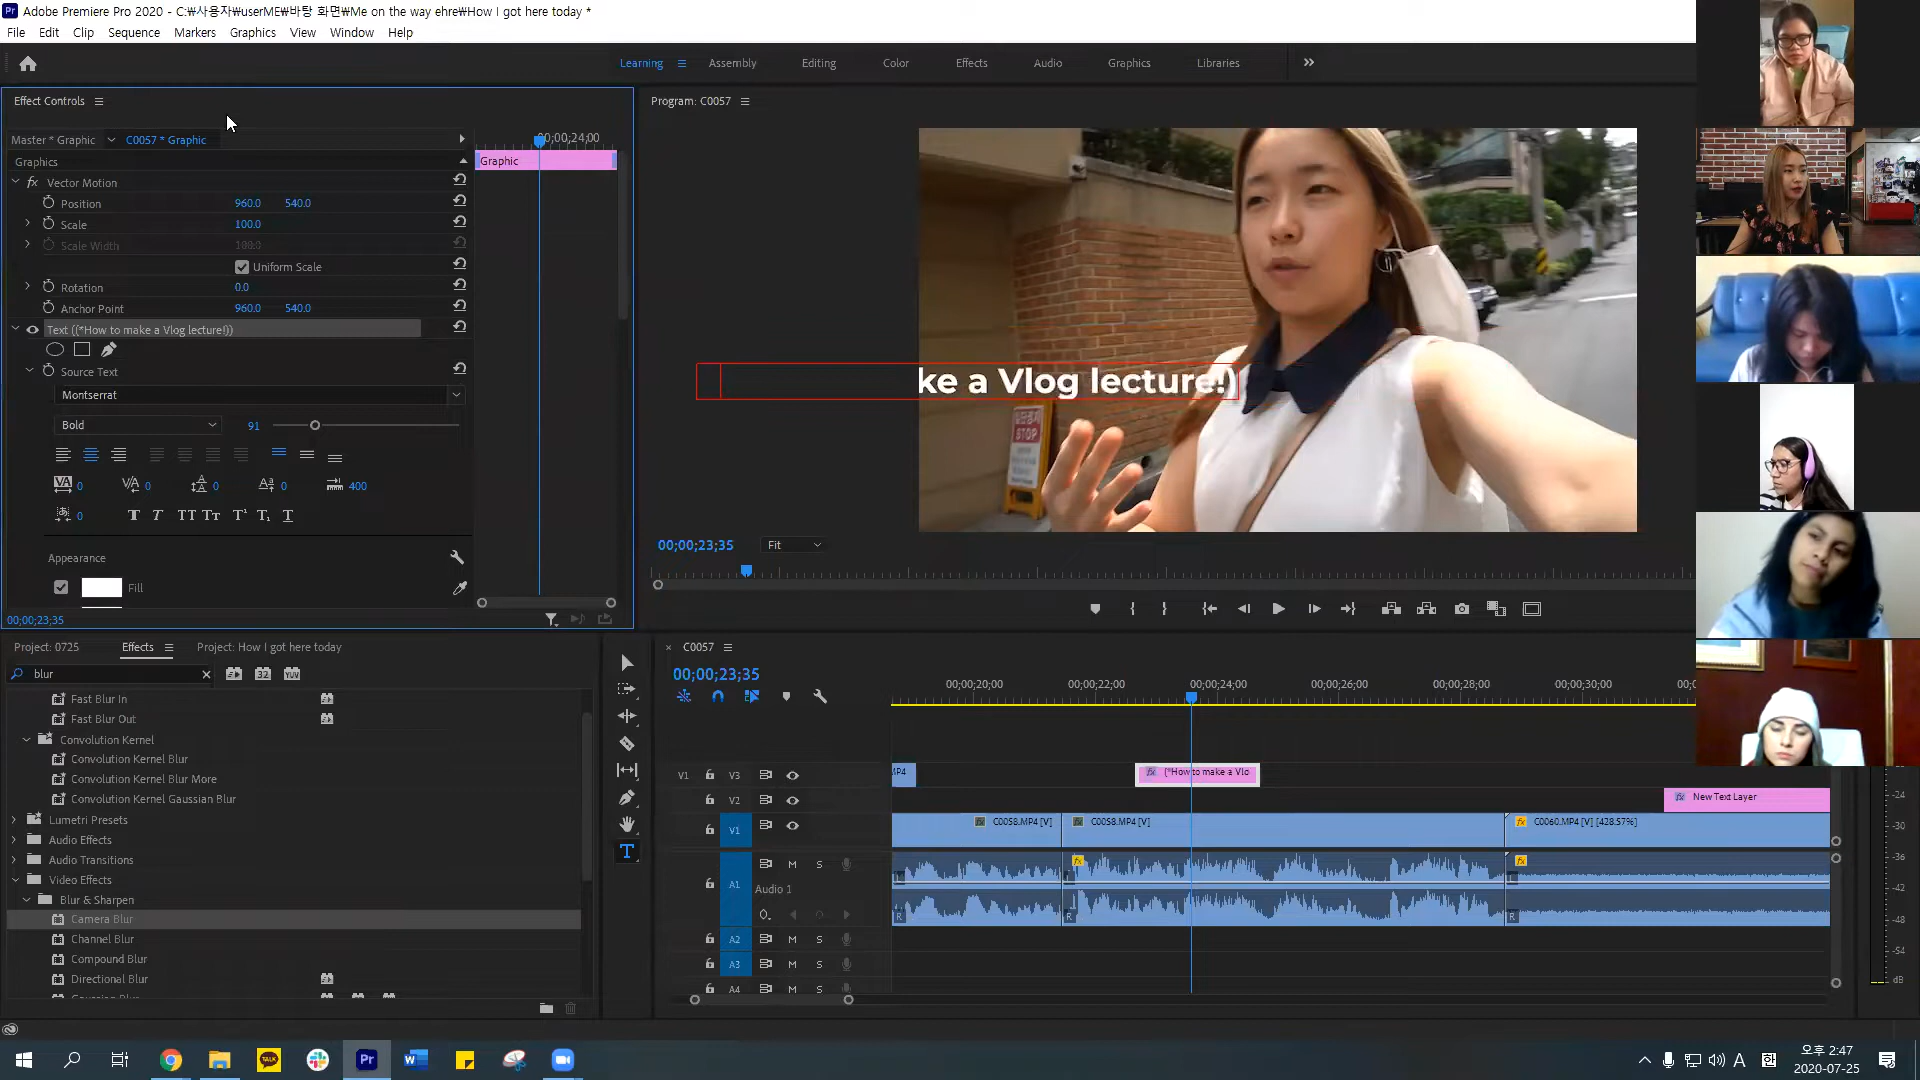 Adobe Premiere Pro 2020 - C:₩사용자₩userME₩바탕 화면₩Me on the way ehre₩How I got here today *
File Edit Clip Sequence Markers Graphics View Window Help
Learning Assembly Editing Color Effects Audio Graphics Libraries
Effect Controls
Program: C0057
Master * Graphic C0057 * Graphic
00;00;24;00
Graphics
Graphic
Vector Motion
Position 960.0 540.0
Scale 100.0
Scale Width 100.0
Uniform Scale
Rotation 0.0
Anchor Point 960.0 540.0
Text ((*How to make a Vlog lecture!))
Source Text
Montserrat
Bold 91
0 0 0 0 400
0
Appearance
Fill
00;00;23;35
ke a Vlog lecture!)
STOP
00;00;23;35 Fit
Project: 0725 Effects Project: How I got here today
blur
Fast Blur In
Fast Blur Out
Convolution Kernel
Convolution Kernel Blur
Convolution Kernel Blur More
Convolution Kernel Gaussian Blur
Lumetri Presets
Audio Effects
Audio Transitions
Video Effects
Blur & Sharpen
Camera Blur
Channel Blur
Compound Blur
Directional Blur
C0057
00;00;23;35
00;00;20;00 00;00;22;00 00;00;24;00 00;00;26;00 00;00;28;00 00;00;30;00
V1 V3 (*How to make a Vlo
V2 New Text Layer
V1 C0058.MP4 [V] C0058.MP4 [V] C0060.MP4 [V] [428.57%]
A1 M S
Audio 1
R R R
A2 M S
A3 M S
A4 M S
-24
-30
-36
-42
-48
-54
dB
TALK
Pr
A
오후 2:47
2020-07-25